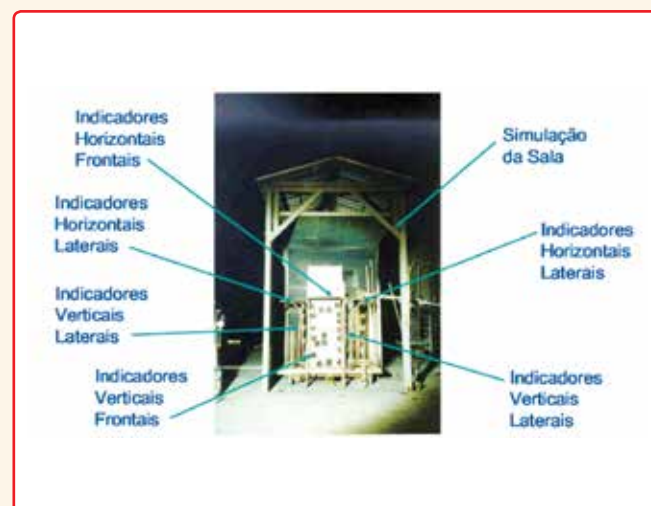 Indicadores
Horizontais
Frontais
Simulação
da Sala
Indicadores
Horizontais
Laterais
Indicadores
Horizontais
Laterais
Indicadores
Verticais
Laterais
Indicadores
Verticais
Frontais
Indicadores
Verticais
Laterais